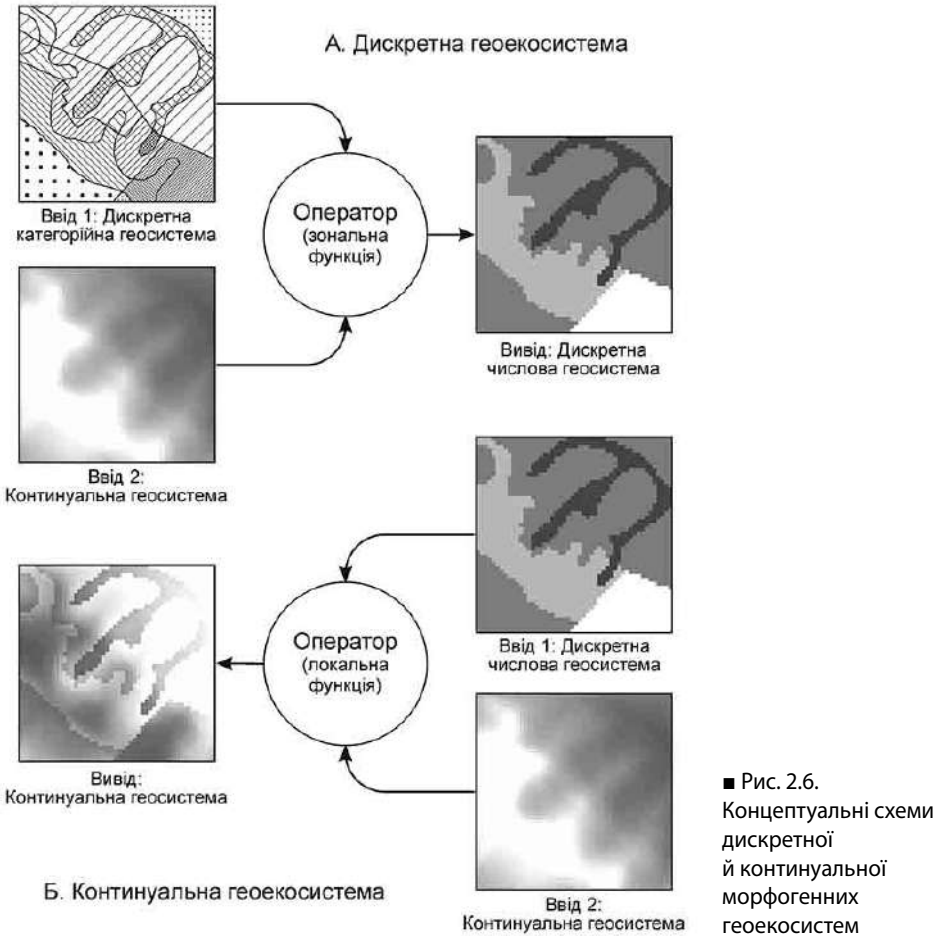 А. Дискретна геоекосистема
Ввід 1: Дискретна
категорійна геосистема
Оператор
(зональна
функція)
Вивід: Дискретна
числова геосистема
Ввід 2:
Континуальна геосистема
Оператор
(локальна
функція)
Ввід 1: Дискретна
числова геосистема
Вивід:
Континуальна геосистема
Б. Континуальна геоекосистема
Ввід 2:
Континуальна геосистема
■ Рис. 2.6.
Концептуальні схеми
дискретної
й континуальної
морфогенних
геоекосистем